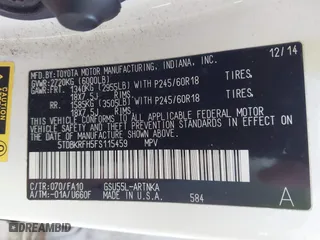 MFD. BY:
TOYOTA MOTOR MANUFACTURING, INDIANA, INC.
12/14
GVWR:2720KG (6000LB)
GAWR: FRT. 1340KG (2955LB) WITH P245/60R18 TIRES,
18X7.5J RIMS
RR. 1585KG (3505LB) WITH P245/60R18 TIRES,
18X7.5J RIMS
THIS VEHICLE CONFORMS TO ALL APPLICABLE FEDERAL MOTOR
VEHICLE SAFETY AND THEFT PREVENTION STANDARDS IN
EFFECT ON THE DATE OF MANUFACTURE SHOWN ABOVE.
5TDBKRFH5FS115459 MPV
C/TR:070/FA10 GSU55L-ARTNKA
A/TM:-01A/U660F MADE IN U.S.A. 584 A
CAUTION